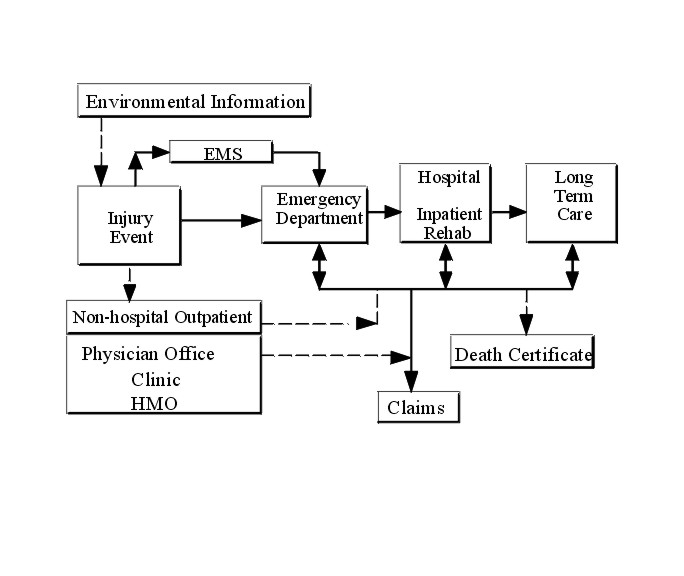 Environmental Information
EMS
Injury
Event
Emergency
Department
Hospital
Inpatient
Rehab
Long
Term
Care
Non-hospital Outpatient
Physician Office
Clinic
HMO
Death Certificate
Claims